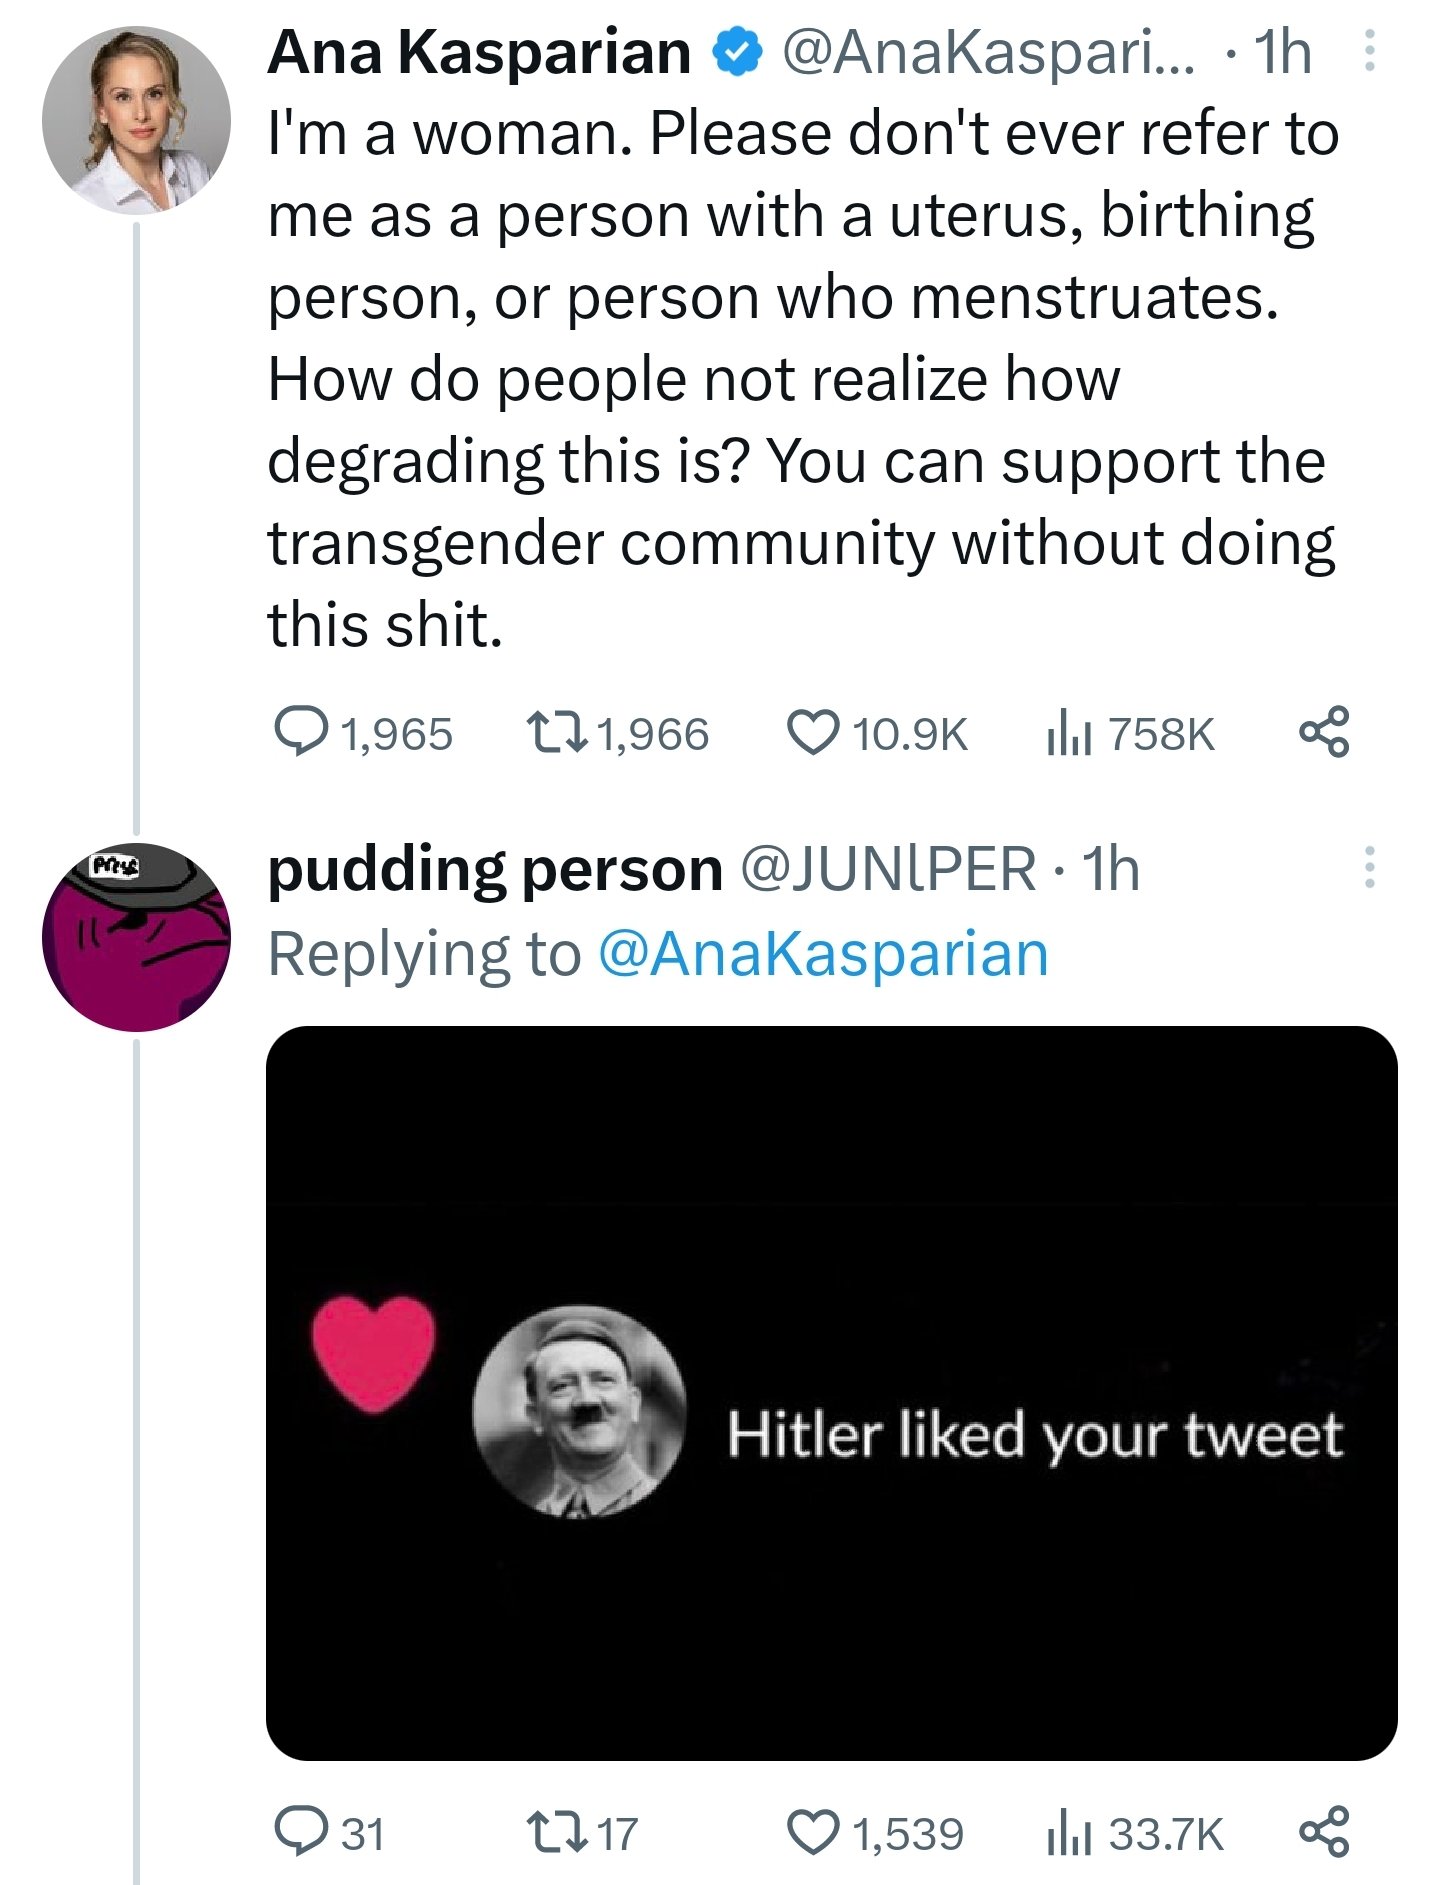 Ana Kasparian @AnaKaspari... · 1h
I'm a woman. Please don't ever refer to
me as a person with a uterus, birthing
person, or person who menstruates.
How do people not realize how
degrading this is? You can support the
transgender community without doing
this shit.
1,965 1,966 10.9K 758K
pudding person @JUNlPER · 1h
Replying to @AnaKasparian
Hitler liked your tweet
31 17 1,539 33.7K